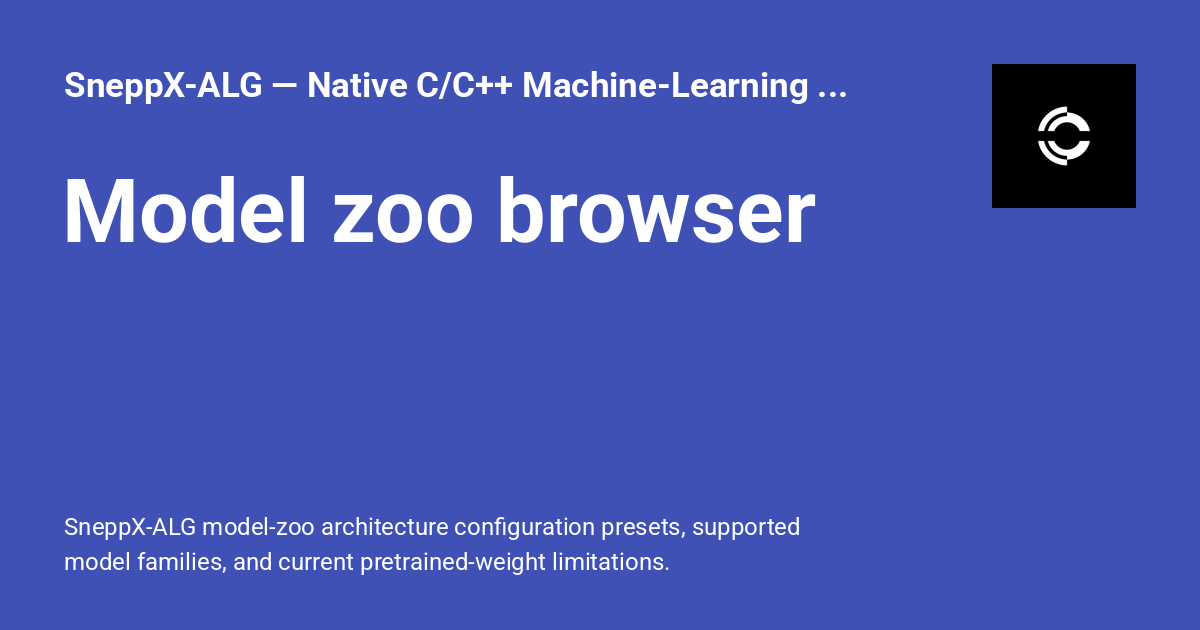 SneppX-ALG — Native C/C++ Machine-Learning ...
Model zoo browser
SneppX-ALG model-zoo architecture configuration presets, supported
model families, and current pretrained-weight limitations.